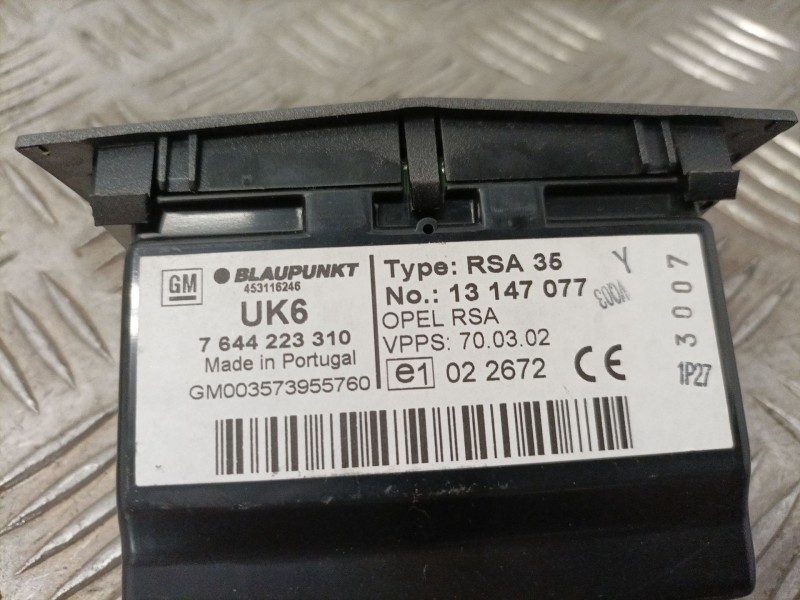 GM
BLAUPUNKT
453116246
UK6
7 644 223 310
Made in Portugal
GM003573955760
Type: RSA 35
No.: 13 147 077
OPEL RSA
VPPS: 70.03.02
e1 02 2672 CE
Y
3007
1P27